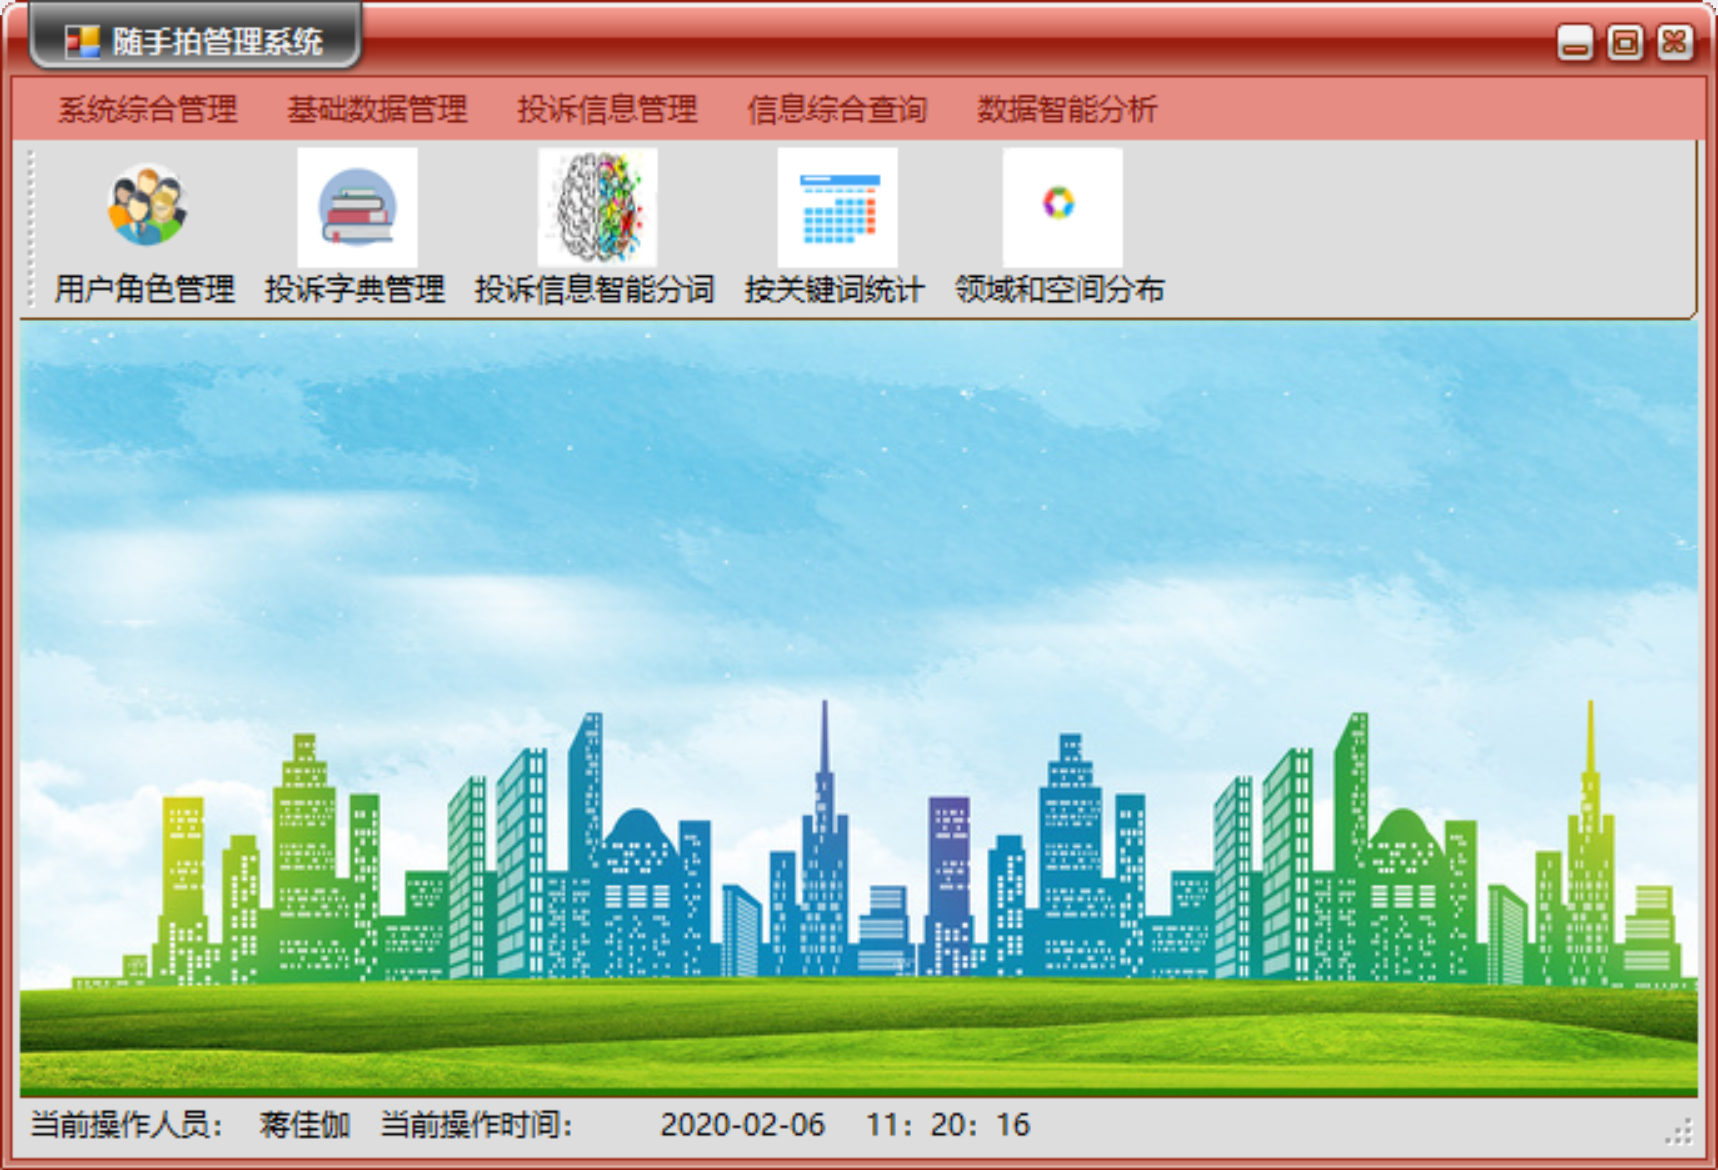 随手拍管理系统
系统综合管理 基础数据管理 投诉信息管理 信息综合查询 数据智能分析
用户角色管理 投诉字典管理 投诉信息智能分词 按关键词统计 领域和空间分布
当前操作人员： 蒋佳伽 当前操作时间： 2020-02-06 11：20：16